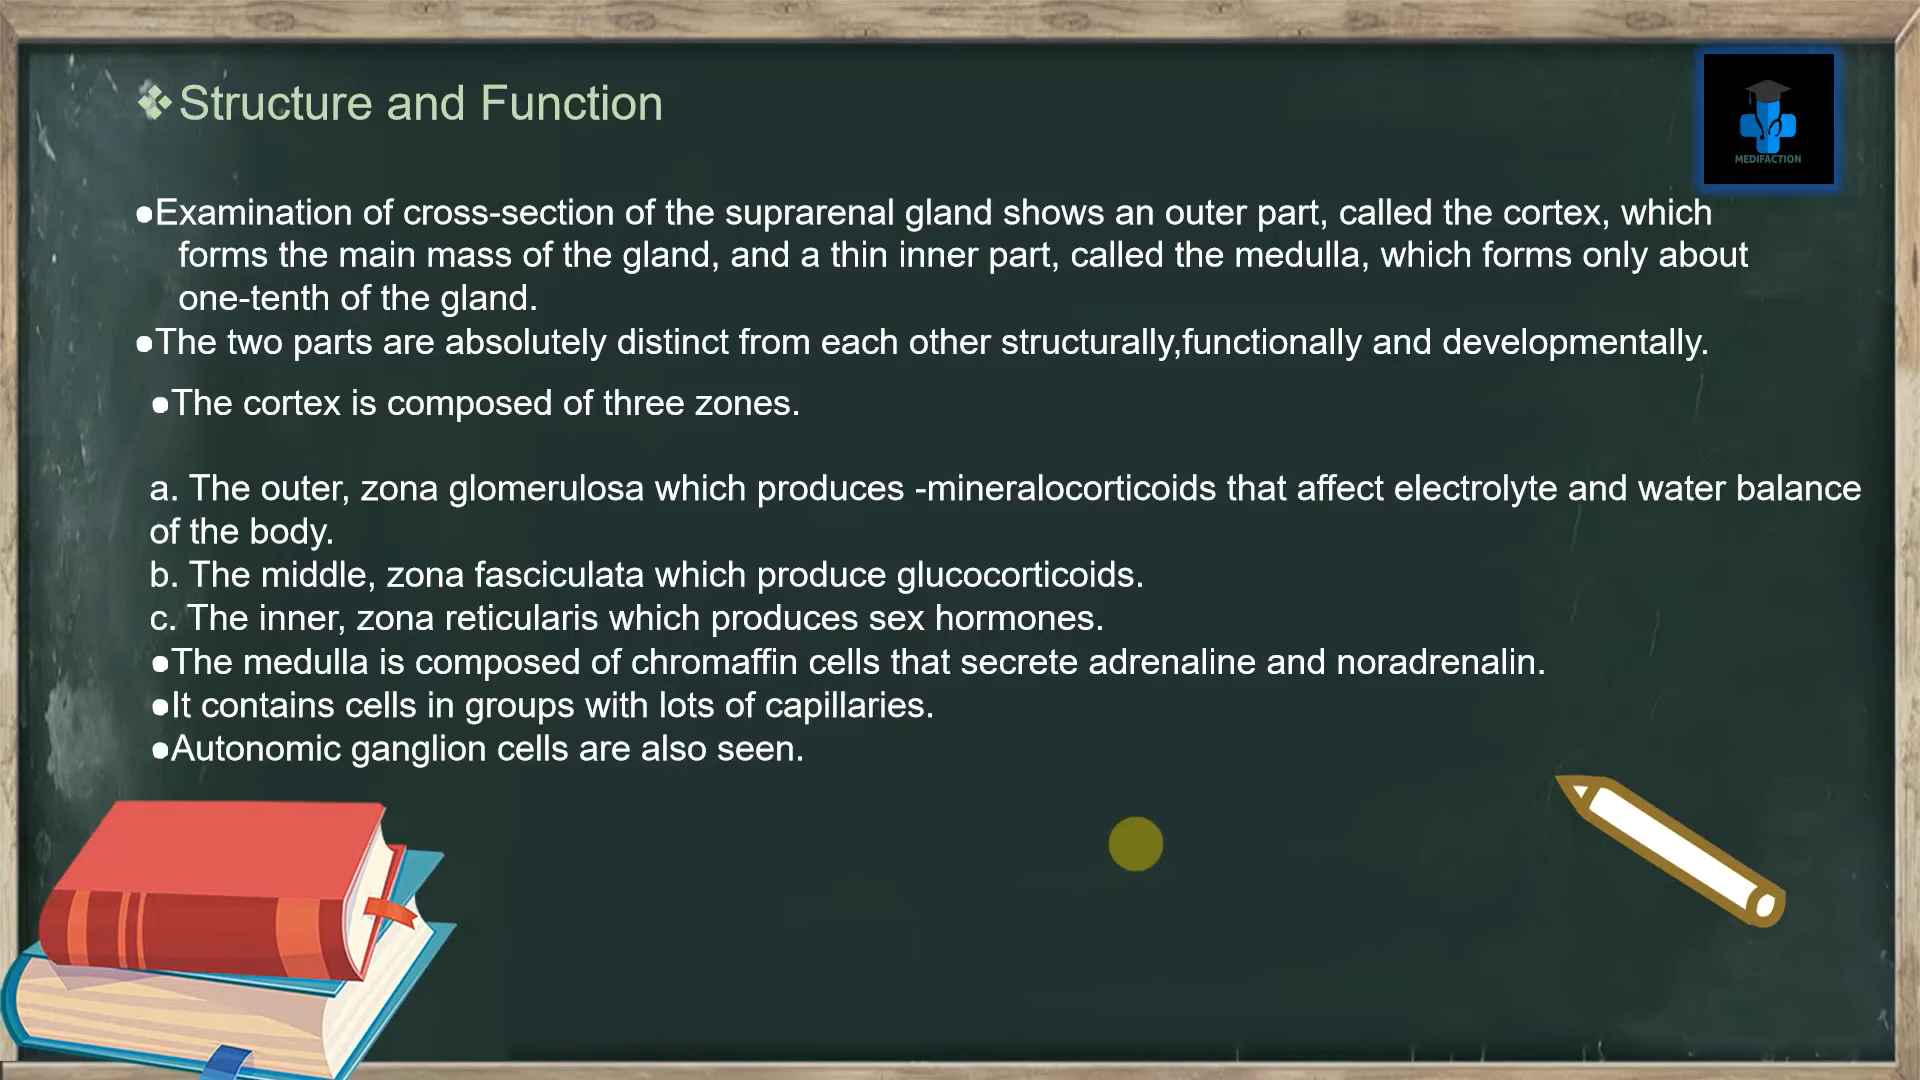 ❖Structure and Function
MEDIFACTION
●Examination of cross-section of the suprarenal gland shows an outer part, called the cortex, which
forms the main mass of the gland, and a thin inner part, called the medulla, which forms only about
one-tenth of the gland.
●The two parts are absolutely distinct from each other structurally,functionally and developmentally.
●The cortex is composed of three zones.
a. The outer, zona glomerulosa which produces -mineralocorticoids that affect electrolyte and water balance
of the body.
b. The middle, zona fasciculata which produce glucocorticoids.
c. The inner, zona reticularis which produces sex hormones.
●The medulla is composed of chromaffin cells that secrete adrenaline and noradrenalin.
●It contains cells in groups with lots of capillaries.
●Autonomic ganglion cells are also seen.